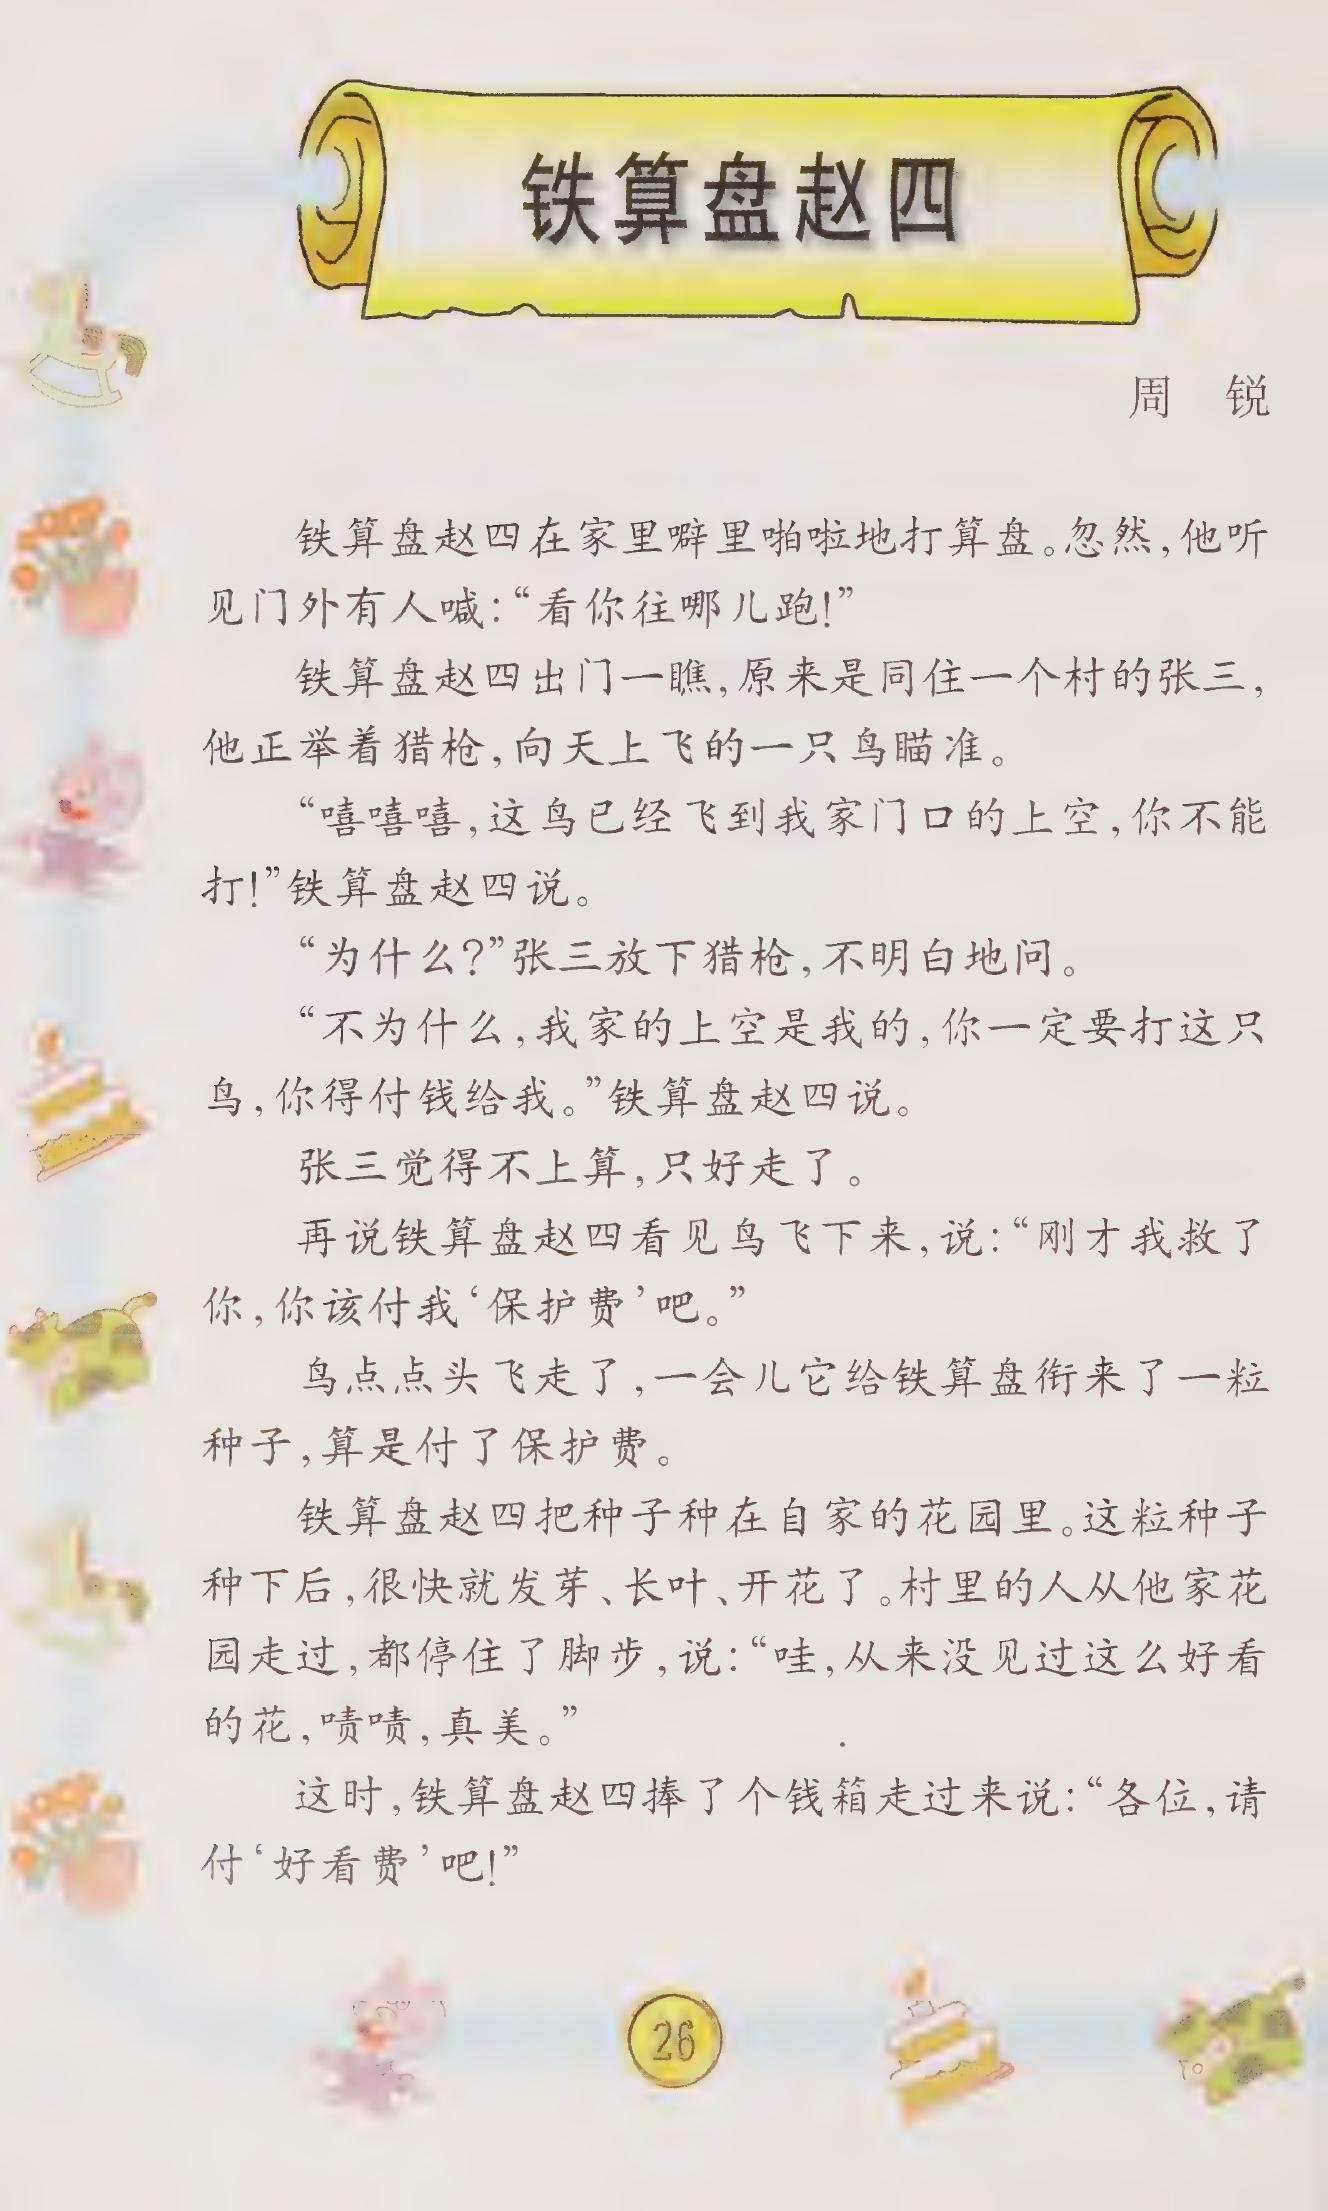 铁算盘赵四
周　锐
铁算盘赵四在家里噼里啪啦地打算盘。忽然,他听
见门外有人喊:“看你往哪儿跑!”
铁算盘赵四出门一瞧,原来是同住一个村的张三,
他正举着猎枪,向天上飞的一只鸟瞄准。
“嘻嘻嘻,这鸟已经飞到我家门口的上空,你不能
打!”铁算盘赵四说。
“为什么?”张三放下猎枪,不明白地问。
“不为什么,我家的上空是我的,你一定要打这只
鸟,你得付钱给我。”铁算盘赵四说。
张三觉得不上算,只好走了。
再说铁算盘赵四看见鸟飞下来,说:“刚才我救了
你,你该付我‘保护费’吧。”
鸟点点头飞走了,一会儿它给铁算盘衔来了一粒
种子,算是付了保护费。
铁算盘赵四把种子种在自家的花园里。这粒种子
种下后,很快就发芽、长叶、开花了。村里的人从他家花
园走过,都停住了脚步,说:“哇,从来没见过这么好看
的花,啧啧,真美。”
这时,铁算盘赵四捧了个钱箱走过来说:“各位,请
付‘好看费’吧!”
26